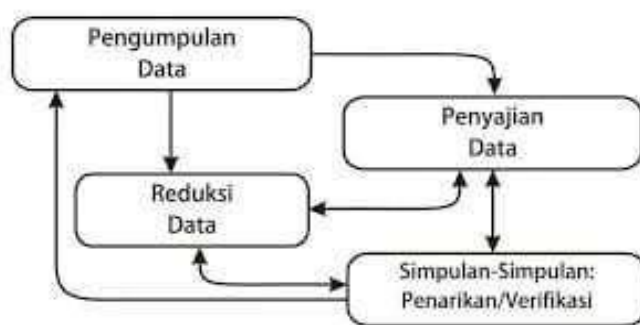 Pengumpulan
Data
Penyajian
Data
Reduksi
Data
Simpulan-Simpulan:
Penarikan/Verifikasi